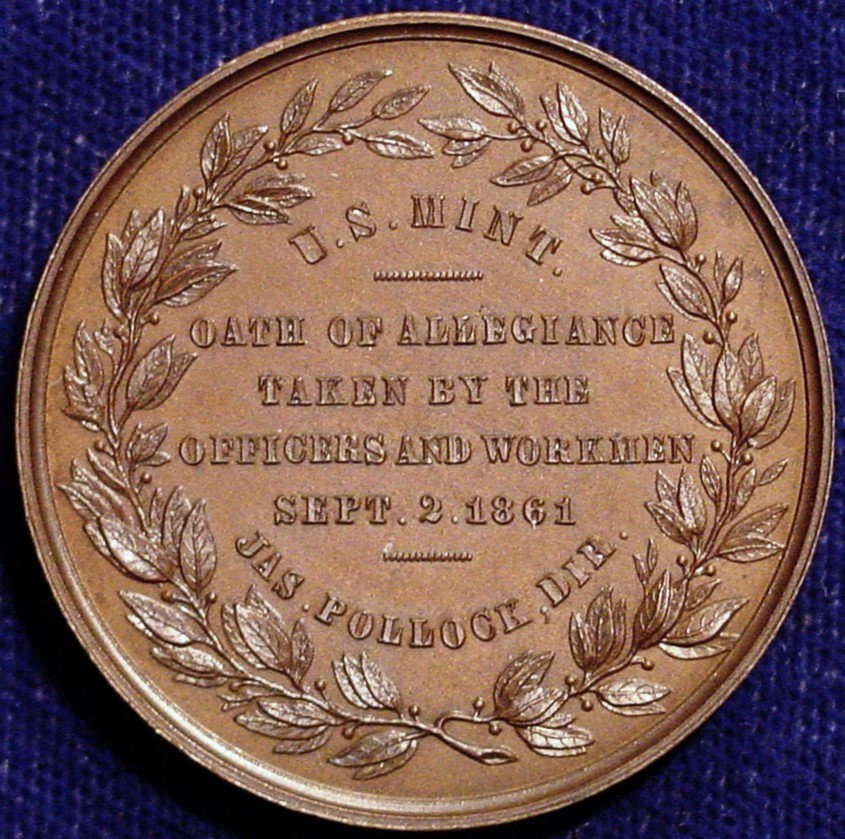 U.S. MINT.
OATH OF ALLEGIANCE
TAKEN BY THE
OFFICERS AND WORKMEN
SEPT. 2. 1861
JAS. POLLOCK, DIR.